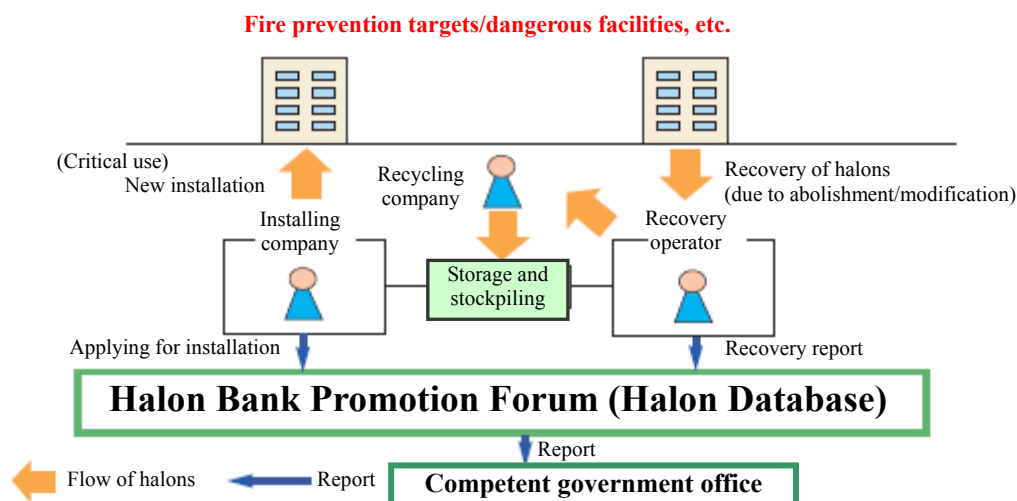 Fire prevention targets/dangerous facilities, etc.
(Critical use)
New installation
Recycling
company
Recovery of halons
(due to abolishment/modification)
Installing
company
Recovery
operator
Storage and
stockpiling
Applying for installation
Recovery report
Halon Bank Promotion Forum (Halon Database)
Report
Flow of halons
Report
Competent government office